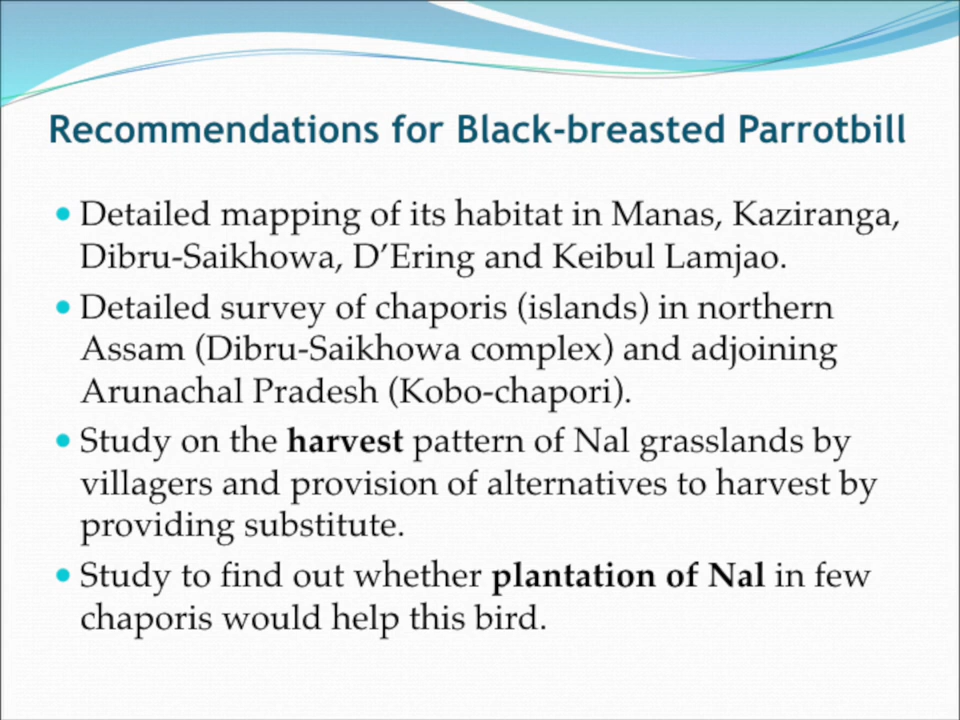 Recommendations for Black-breasted Parrotbill
• Detailed mapping of its habitat in Manas, Kaziranga,
Dibru-Saikhowa, D’Ering and Keibul Lamjao.
• Detailed survey of chaporis (islands) in northern
Assam (Dibru-Saikhowa complex) and adjoining
Arunachal Pradesh (Kobo-chapori).
• Study on the harvest pattern of Nal grasslands by
villagers and provision of alternatives to harvest by
providing substitute.
• Study to find out whether plantation of Nal in few
chaporis would help this bird.